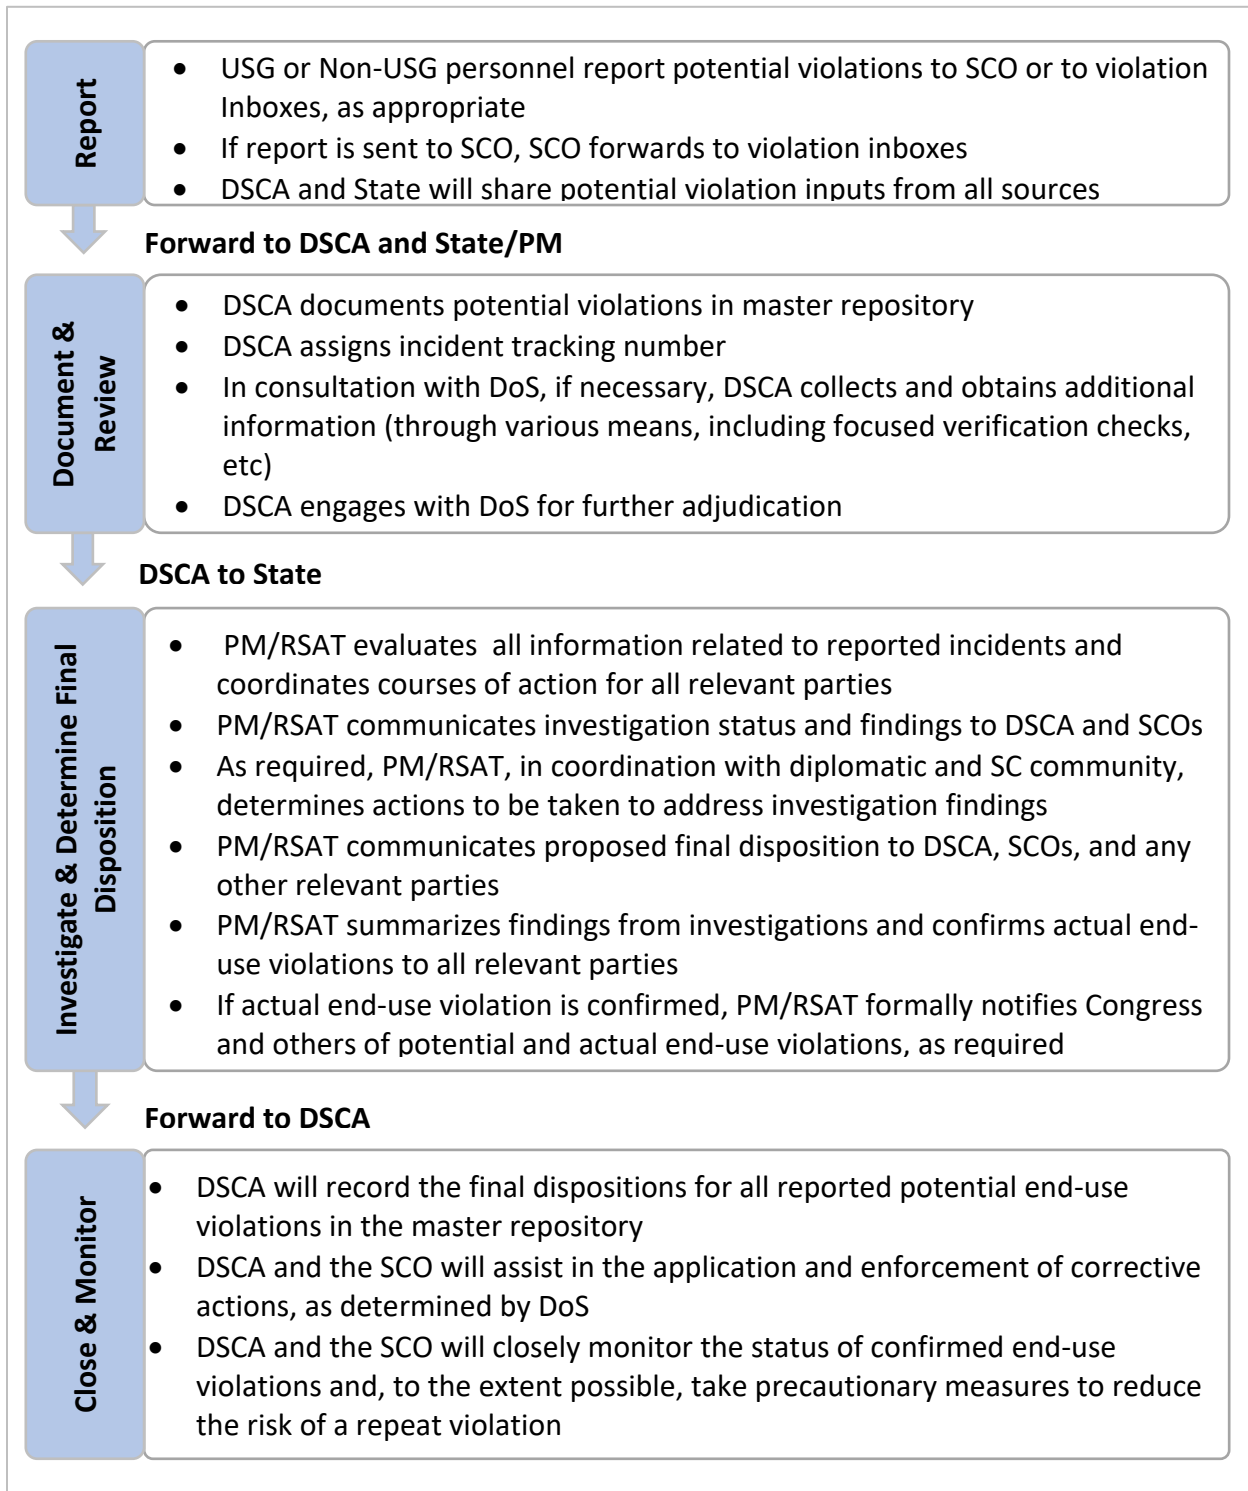 Report
• USG or Non-USG personnel report potential violations to SCO or to violation
Inboxes, as appropriate
• If report is sent to SCO, SCO forwards to violation inboxes
• DSCA and State will share potential violation inputs from all sources
Forward to DSCA and State/PM
Document &
Review
• DSCA documents potential violations in master repository
• DSCA assigns incident tracking number
• In consultation with DoS, if necessary, DSCA collects and obtains additional
information (through various means, including focused verification checks,
etc)
• DSCA engages with DoS for further adjudication
DSCA to State
Investigate & Determine Final
Disposition
• PM/RSAT evaluates all information related to reported incidents and
coordinates courses of action for all relevant parties
• PM/RSAT communicates investigation status and findings to DSCA and SCOs
• As required, PM/RSAT, in coordination with diplomatic and SC community,
determines actions to be taken to address investigation findings
• PM/RSAT communicates proposed final disposition to DSCA, SCOs, and any
other relevant parties
• PM/RSAT summarizes findings from investigations and confirms actual end-
use violations to all relevant parties
• If actual end-use violation is confirmed, PM/RSAT formally notifies Congress
and others of potential and actual end-use violations, as required
Forward to DSCA
Close & Monitor
• DSCA will record the final dispositions for all reported potential end-use
violations in the master repository
• DSCA and the SCO will assist in the application and enforcement of corrective
actions, as determined by DoS
• DSCA and the SCO will closely monitor the status of confirmed end-use
violations and, to the extent possible, take precautionary measures to reduce
the risk of a repeat violation